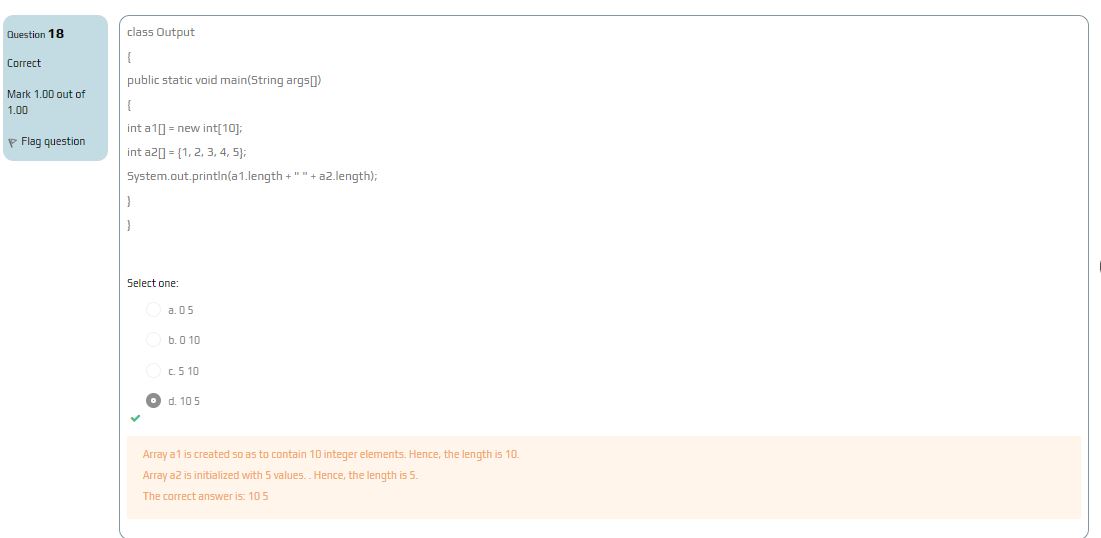 Question 18
Correct
Mark 1.00 out of
1.00
Flag question
class Output
{
public static void main(String args[])
{
int a1[] = new int[10];
int a2[] = {1, 2, 3, 4, 5};
System.out.println(a1.length + " " + a2.length);
}
}
Select one:
a. 0 5
b. 0 10
c. 5 10
d. 10 5
Array a1 is created so as to contain 10 integer elements. Hence, the length is 10.
Array a2 is initialized with 5 values. . Hence, the length is 5.
The correct answer is: 10 5